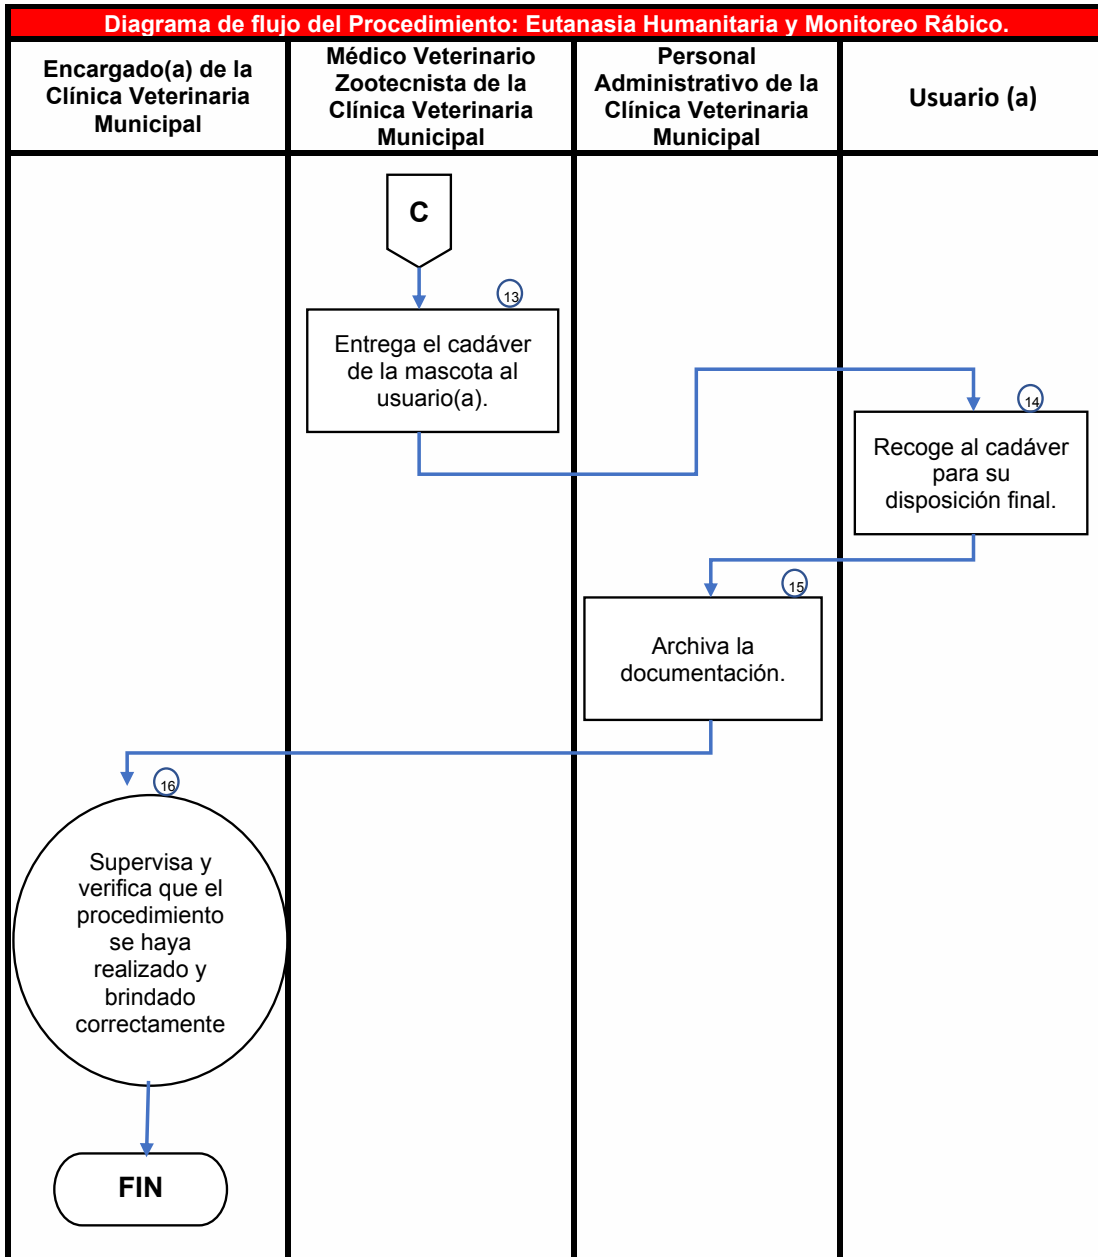 Diagrama de flujo del Procedimiento: Eutanasia Humanitaria y Monitoreo Rábico.
Encargado(a) de la
Clínica Veterinaria
Municipal
Médico Veterinario
Zootecnista de la
Clínica Veterinaria
Municipal
Personal
Administrativo de la
Clínica Veterinaria
Municipal
Usuario (a)
C
13
Entrega el cadáver
de la mascota al
usuario(a).
14
Recoge al cadáver
para su
disposición final.
15
Archiva la
documentación.
16
Supervisa y
verifica que el
procedimiento
se haya
realizado y
brindado
correctamente
FIN